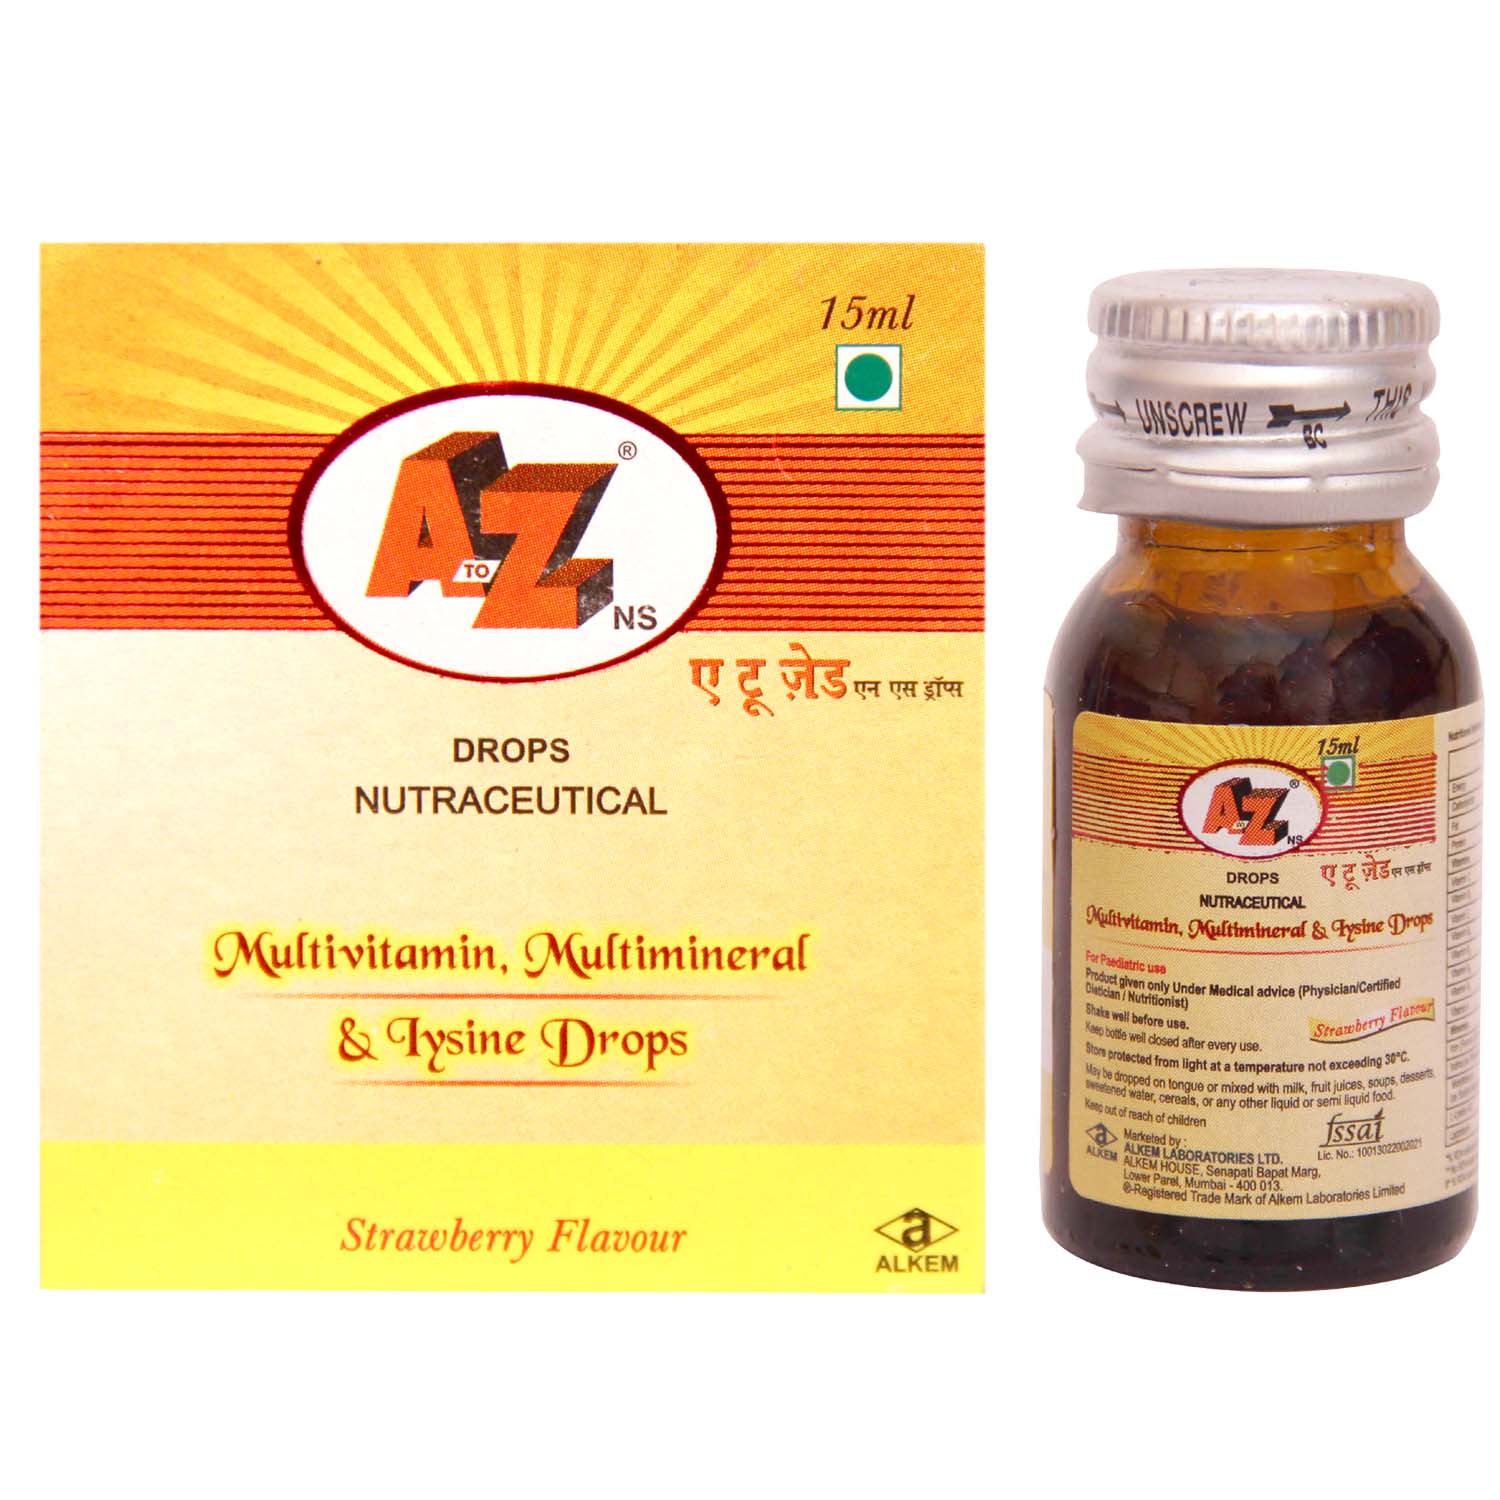 15ml
A TO Z ®
NS
ए टू ज़ेड एन एस ड्रॉप्स
DROPS
NUTRACEUTICAL
Multivitamin, Multimineral
& Lysine Drops
Strawberry Flavour
a
ALKEM
UNSCREW THIS
BC
15ml
A TO Z
NS
ए टू ज़ेड एन एस ड्रॉप्स
DROPS
NUTRACEUTICAL
Multivitamin, Multimineral & Lysine Drops
For Paediatric use
Product given only Under Medical advice (Physician/Certified
Dietician / Nutritionist)
Shake well before use.
Strawberry Flavour
Keep bottle well closed after every use.
Store protected from light at a temperature not exceeding 30°C.
May be dropped on tongue or mixed with milk, fruit juices, soups, desserts,
sweetened water, cereals, or any other liquid or semi liquid food.
Keep out of reach of children
fssai
Lic. No.: 10013022002021
a
ALKEM
Marketed by :
ALKEM LABORATORIES LTD.
ALKEM HOUSE, Senapati Bapat Marg,
Lower Parel, Mumbai - 400 013.
®-Registered Trade Mark of Alkem Laboratories Limited